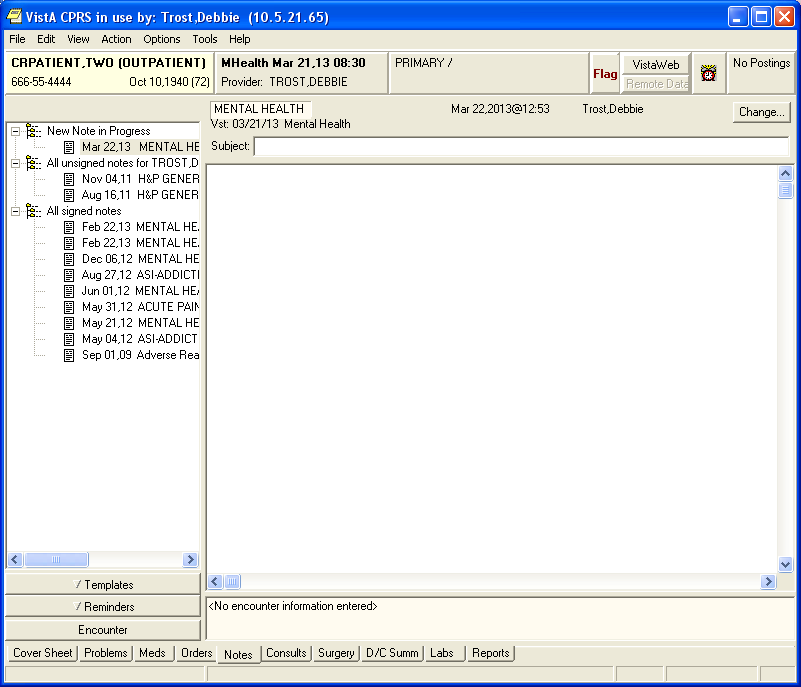 VistA CPRS in use by: Trost,Debbie (10.5.21.65)
File Edit View Action Options Tools Help
CRPATIENT,TWO (OUTPATIENT)
666-55-4444 Oct 10,1940 (72)
MHealth Mar 21,13 08:30
Provider: TROST,DEBBIE
PRIMARY /
Flag
VistaWeb
Remote Data
No Postings
MENTAL HEALTH Mar 22,2013@12:53 Trost,Debbie
Vst: 03/21/13 Mental Health
Change...
Subject:
New Note in Progress
Mar 22,13 MENTAL HE
All unsigned notes for TROST,D
Nov 04,11 H&P GENER
Aug 16,11 H&P GENER
All signed notes
Feb 22,13 MENTAL HE
Feb 22,13 MENTAL HE
Dec 06,12 MENTAL HE
Aug 27,12 ASI-ADDICTI
Jun 01,12 MENTAL HEA
May 31,12 ACUTE PAIN
May 21,12 MENTAL HE
May 04,12 ASI-ADDICT
Sep 01,09 Adverse Rea
/ Templates
/ Reminders
Encounter
<No encounter information entered>
Cover Sheet Problems Meds Orders Notes Consults Surgery D/C Summ Labs Reports